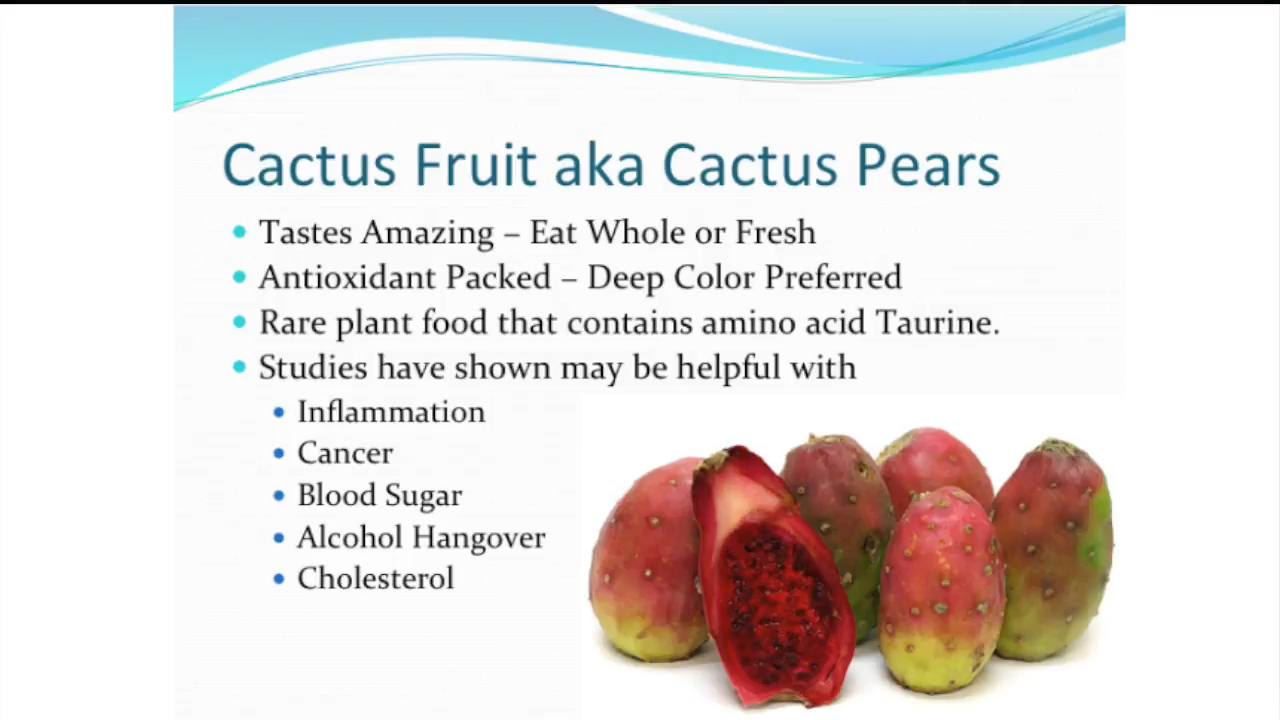 Cactus Fruit aka Cactus Pears
• Tastes Amazing – Eat Whole or Fresh
• Antioxidant Packed – Deep Color Preferred
• Rare plant food that contains amino acid Taurine.
• Studies have shown may be helpful with
• Inflammation
• Cancer
• Blood Sugar
• Alcohol Hangover
• Cholesterol